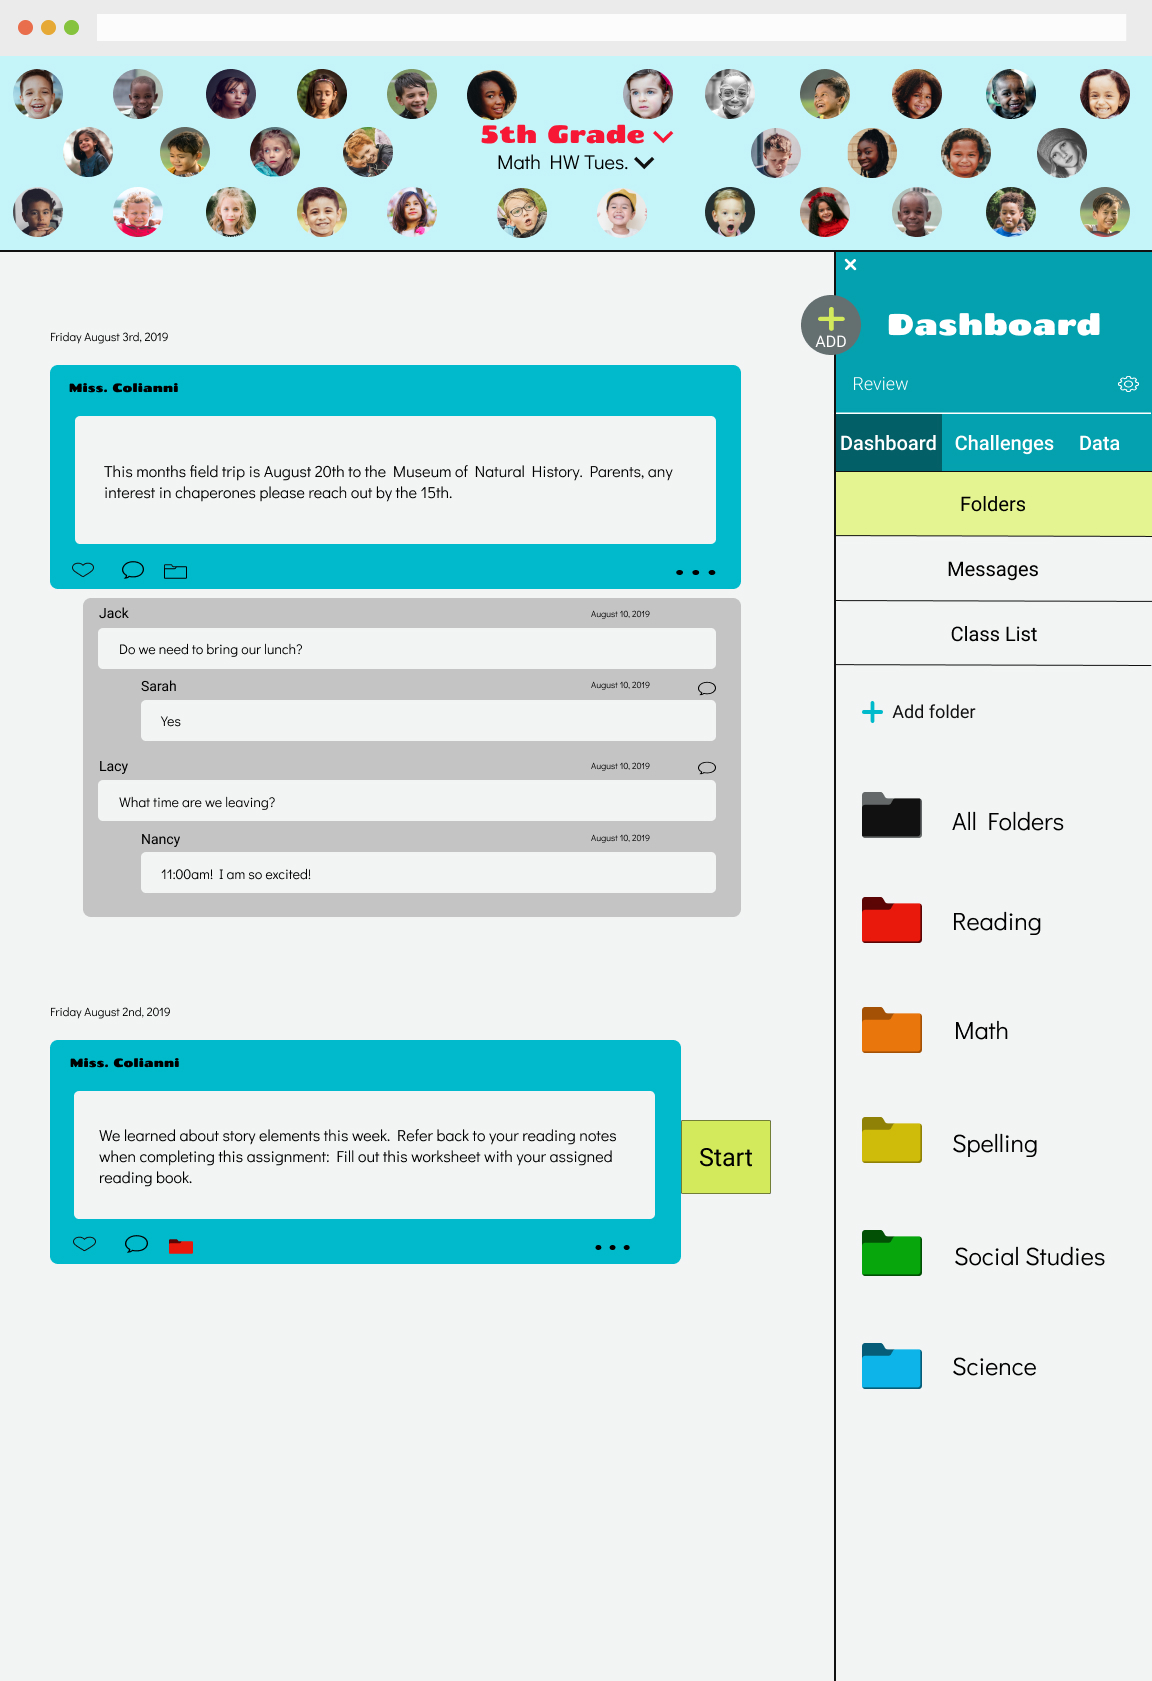 5th Grade
Math HW Tues.
Friday August 3rd, 2019
Miss. Colianni
This months field trip is August 20th to the Museum of Natural History. Parents, any
interest in chaperones please reach out by the 15th.
Jack August 10, 2019
Do we need to bring our lunch?
Sarah August 10, 2019
Yes
Lacy August 10, 2019
What time are we leaving?
Nancy August 10, 2019
11:00am! I am so excited!
Friday August 2nd, 2019
Miss. Colianni
We learned about story elements this week. Refer back to your reading notes
when completing this assignment: Fill out this worksheet with your assigned
reading book.
Start
ADD
Dashboard
Review
Dashboard Challenges Data
Folders
Messages
Class List
Add folder
All Folders
Reading
Math
Spelling
Social Studies
Science